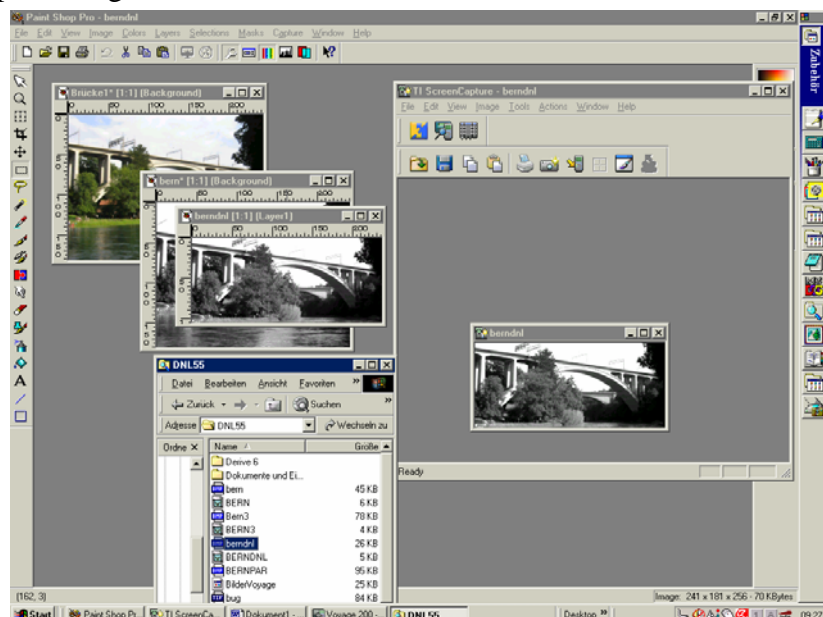 Paint Shop Pro - berndnl
File Edit View Image Colors Layers Selections Masks Capture Window Help
Zubehör
Brücke1* [1:1] (Background)
TI ScreenCapture - berndnl
File Edit View Image Tools Actions Window Help
bern* [1:1] (Background)
berndnl [1:1] (Layer1)
berndnl
DNL55
Datei Bearbeiten Ansicht Favoriten »
Zurück Suchen »
Adresse DNL55 Wechseln zu
Ordne X Name Größe
Derive 6
Dokumente und Ei...
bern 45 KB
BERN 6 KB
Bern3 78 KB
BERN3 4 KB
berndnl 26 KB
BERNDNL 5 KB
BERNPAR 95 KB
BilderVoyage 25 KB
bug 84 KB
Ready
(162, 3)
Image: 241 x 181 x 256 - 70 KBytes
Start Paint Shop Pr... TI ScreenCa... Dokument1 - ... Voyage 200 - ... DNL55 Desktop » 09:27